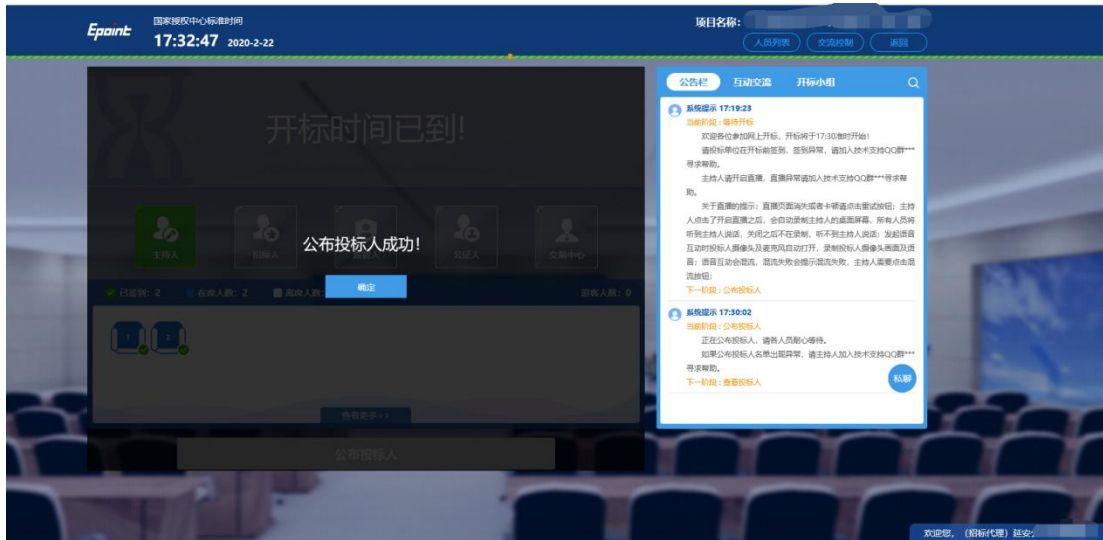 Epoint
国家授权中心标准时间
17:32:47 2020-2-22
项目名称:
人员列表 交流控制 返回
开标时间已到!
主持人 招标人 监管人 公证人 交易中心
公布投标人成功!
确定
已签到: 2 在席人数: 2 离席人数: 游客人数: 0
1 2
查看更多>>
公布投标人
公告栏 互动交流 开标小组
系统提示 17:19:23
当前阶段：等待开标
欢迎各位参加网上开标，开标将于17:30准时开始！
请投标单位在开标前签到，签到异常，请加入技术支持QQ群***
寻求帮助。
主持人请开启直播，直播异常请加入技术支持QQ群***寻求帮
助。
关于直播的提示：直播页面消失或者卡顿请点击重试按钮；主持
人点击了开启直播之后，会自动录制主持人的桌面屏幕，所有人员将
听到主持人说话，关闭之后不在录制，听不到主持人说话；发起语音
互动时投标人摄像头及麦克风自动打开，录制投标人摄像头画面及语
音；语音互动会混流，混流失败会提示混流失败，主持人需要点击混
流按钮；
下一阶段：公布投标人
系统提示 17:30:02
当前阶段：公布投标人
正在公布投标人，请各人员耐心等待。
如果公布投标人名单出现异常，请主持人加入技术支持QQ群***
寻求帮助。
下一阶段：查看投标人
私聊
欢迎您，（招标代理）延安